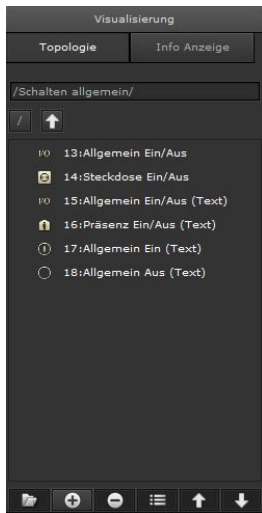 Visualisierung
Topologie Info Anzeige
/Schalten allgemein/
/
I/O 13:Allgemein Ein/Aus
14:Steckdose Ein/Aus
I/O 15:Allgemein Ein/Aus (Text)
16:Präsenz Ein/Aus (Text)
17:Allgemein Ein (Text)
18:Allgemein Aus (Text)